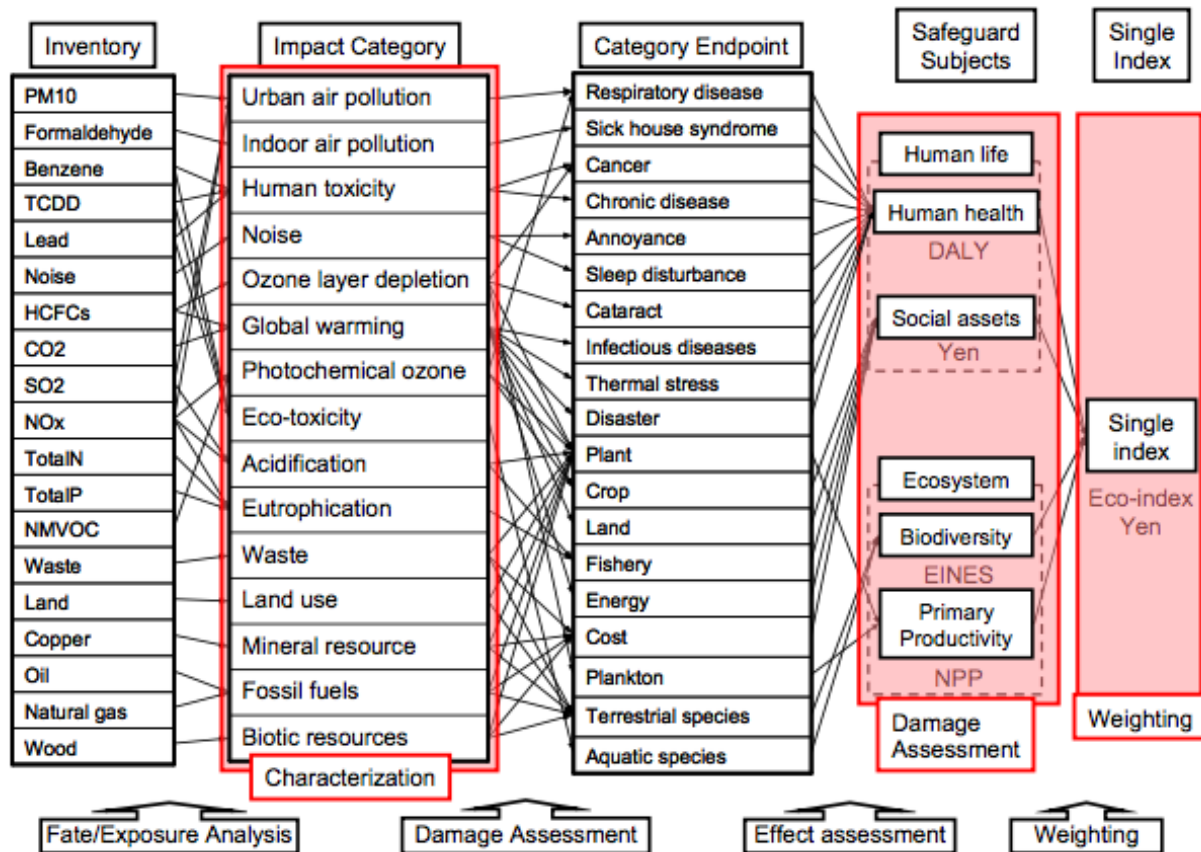 Inventory
Impact Category
Category Endpoint
Safeguard
Subjects
Single
Index
PM10
Formaldehyde
Benzene
TCDD
Lead
Noise
HCFCs
CO2
SO2
NOx
TotalN
TotalP
NMVOC
Waste
Land
Copper
Oil
Natural gas
Wood
Urban air pollution
Indoor air pollution
Human toxicity
Noise
Ozone layer depletion
Global warming
Photochemical ozone
Eco-toxicity
Acidification
Eutrophication
Waste
Land use
Mineral resource
Fossil fuels
Biotic resources
Characterization
Respiratory disease
Sick house syndrome
Cancer
Chronic disease
Annoyance
Sleep disturbance
Cataract
Infectious diseases
Thermal stress
Disaster
Plant
Crop
Land
Fishery
Energy
Cost
Plankton
Terrestrial species
Aquatic species
Human life
Human health
DALY
Social assets
Yen
Ecosystem
Biodiversity
EINES
Primary
Productivity
NPP
Damage
Assessment
Single
index
Eco-index
Yen
Weighting
Fate/Exposure Analysis
Damage Assessment
Effect assessment
Weighting